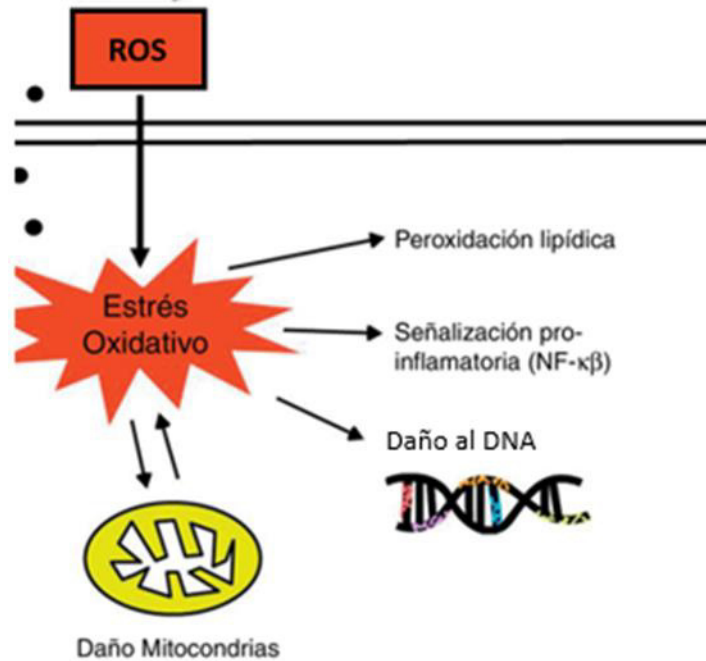 ROS
Estrés
Oxidativo
Peroxidación lipídica
Señalización pro-
inflamatoria (NF-κβ)
Daño al DNA
Daño Mitocondrias